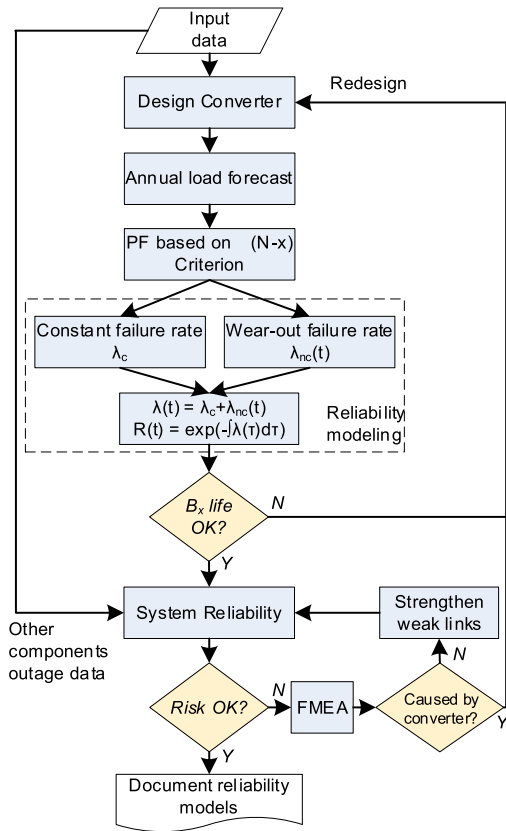 Input
data
Redesign
Design Converter
Annual load forecast
PF based on (N-x)
Criterion
Constant failure rate
λc
Wear-out failure rate
λnc(t)
λ(t) = λc+λnc(t)
R(t) = exp(-∫λ(τ)dτ)
Reliability
modeling
Bx life
OK?
N
Y
System Reliability
Strengthen
weak links
Other
components
outage data
N
Risk OK?
N
FMEA
Caused by
converter?
Y
Y
Document reliability
models